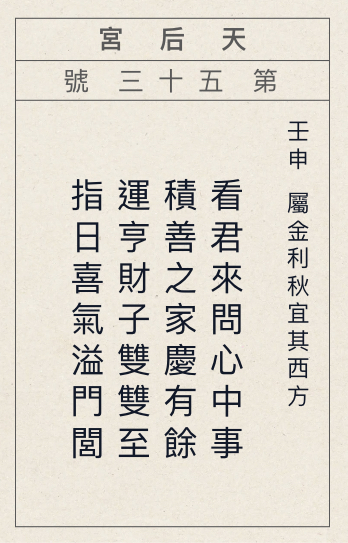 天后宮
第五十三號
壬申 屬金利秋宜其西方
看君來問心中事
積善之家慶有餘
運亨財子雙雙至
指日喜氣溢門閭